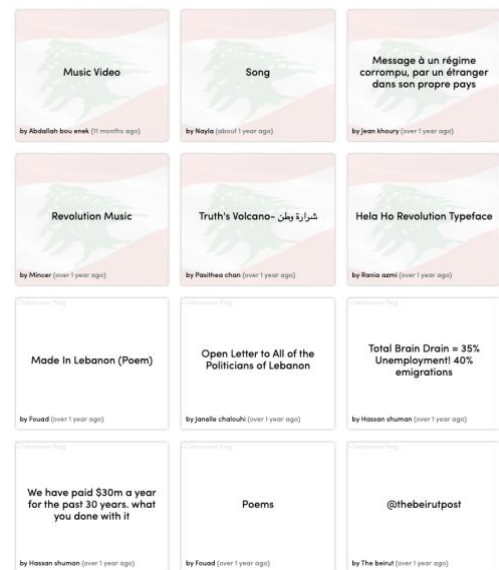 Music Video
by Abdallah bou enek (11 months ago)
Song
by Nayla (about 1 year ago)
Message à un régime
corrompu, par un étranger
dans son propre pays
by jean khoury (over 1 year ago)
Revolution Music
by Mincer (over 1 year ago)
Truth's Volcano- شرارة وطن
by Pasithea chan (over 1 year ago)
Hela Ho Revolution Typeface
by Rania azmi (over 1 year ago)
Made In Lebanon (Poem)
by Fouad (over 1 year ago)
Open Letter to All of the
Politicians of Lebanon
by Janelle chalouhi (over 1 year ago)
Total Brain Drain = 35%
Unemployment! 40%
emigrations
by Hassan shuman (over 1 year ago)
We have paid $30m a year
for the past 30 years. what
you done with it
by Hassan shuman (over 1 year ago)
Poems
by Fouad (over 1 year ago)
@thebeirutpost
by The beirut (over 1 year ago)